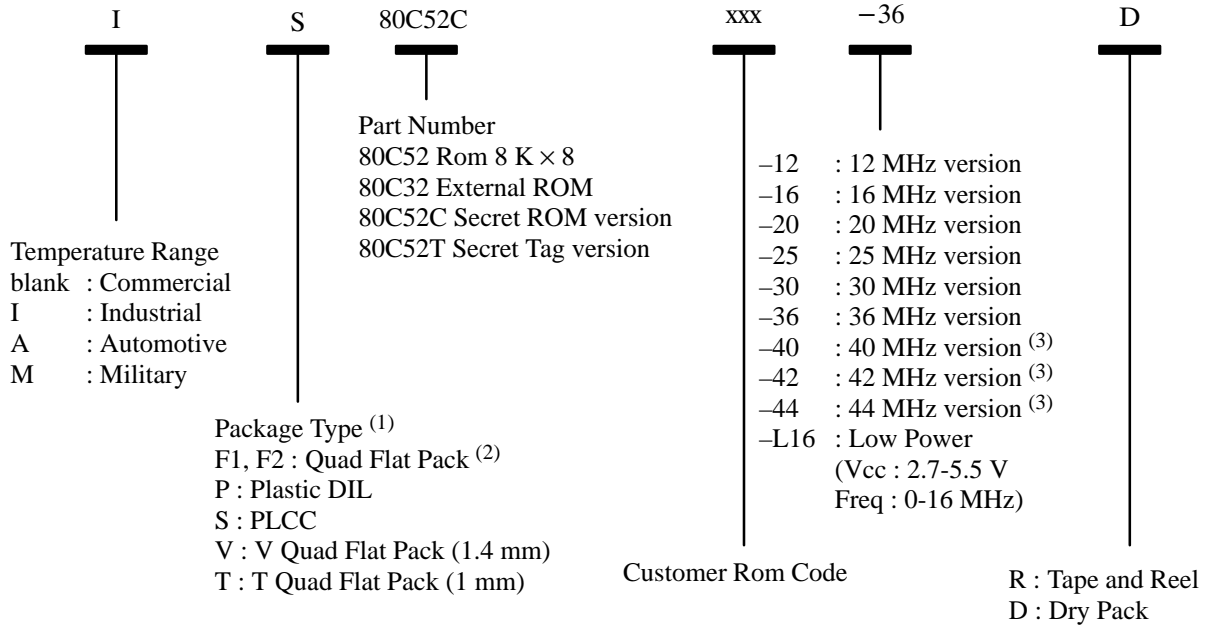 I S 80C52C xxx −36 D
Part Number
80C52 Rom 8 K × 8
80C32 External ROM
80C52C Secret ROM version
80C52T Secret Tag version
–12 : 12 MHz version
–16 : 16 MHz version
–20 : 20 MHz version
–25 : 25 MHz version
–30 : 30 MHz version
–36 : 36 MHz version
–40 : 40 MHz version (3)
–42 : 42 MHz version (3)
–44 : 44 MHz version (3)
–L16 : Low Power
(Vcc : 2.7-5.5 V
Freq : 0-16 MHz)
Temperature Range
blank : Commercial
I : Industrial
A : Automotive
M : Military
Package Type (1)
F1, F2 : Quad Flat Pack (2)
P : Plastic DIL
S : PLCC
V : V Quad Flat Pack (1.4 mm)
T : T Quad Flat Pack (1 mm)
Customer Rom Code
R : Tape and Reel
D : Dry Pack